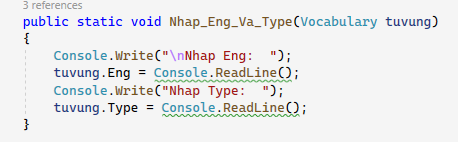 3 references
public static void Nhap_Eng_Va_Type(Vocabulary tuvung)
{
Console.Write("\nNhap Eng:  ");
tuvung.Eng = Console.ReadLine();
Console.Write("Nhap Type:  ");
tuvung.Type = Console.ReadLine();
}